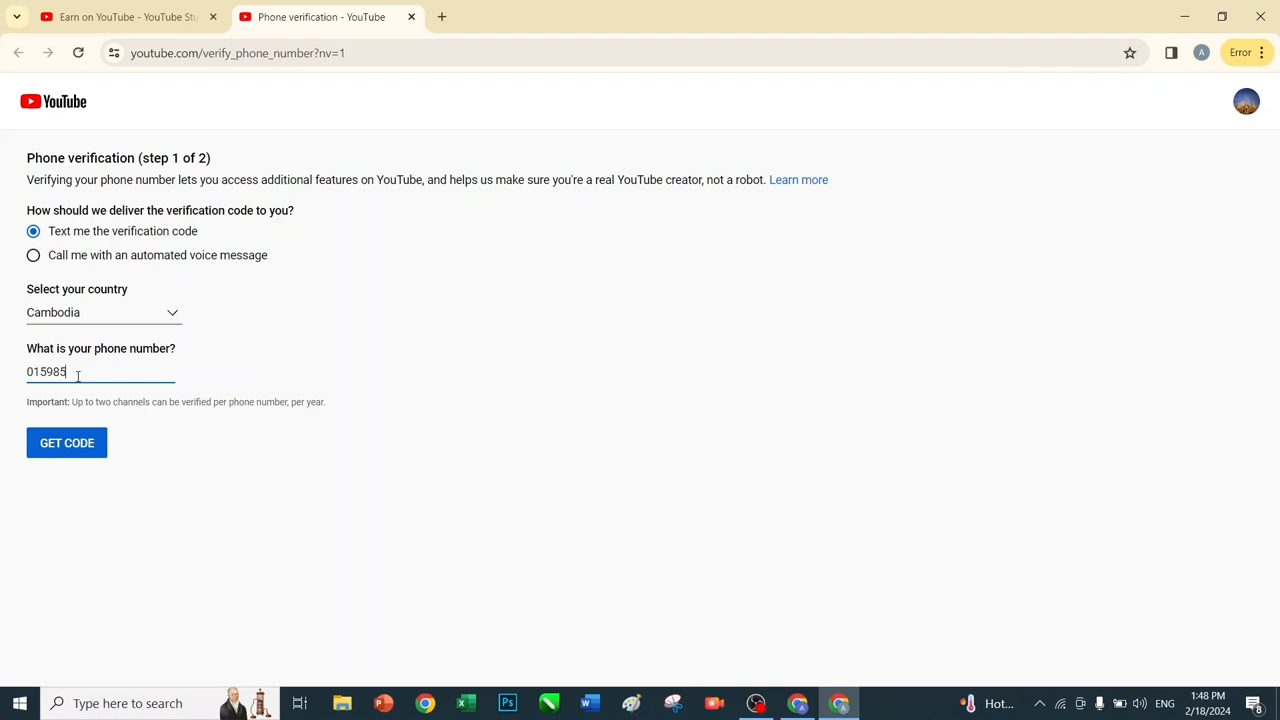 Earn on YouTube - YouTube Stu
Phone verification - YouTube
youtube.com/verify_phone_number?nv=1
A
Error
YouTube
Phone verification (step 1 of 2)
Verifying your phone number lets you access additional features on YouTube, and helps us make sure you're a real YouTube creator, not a robot. Learn more
How should we deliver the verification code to you?
Text me the verification code
Call me with an automated voice message
Select your country
Cambodia
What is your phone number?
015985
Important: Up to two channels can be verified per phone number, per year.
GET CODE
Type here to search
Ps
Hot...
ENG
1:48 PM
2/18/2024
8